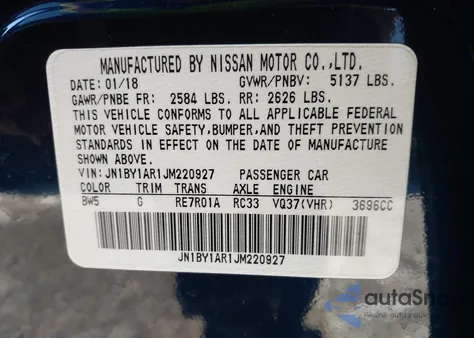 MANUFACTURED BY NISSAN MOTOR CO.,LTD.
DATE: 01/18 GVWR/PNBV: 5137 LBS.
GAWR/PNBE FR: 2584 LBS. RR: 2626 LBS.
THIS VEHICLE CONFORMS TO ALL APPLICABLE FEDERAL
MOTOR VEHICLE SAFETY, BUMPER, AND THEFT PREVENTION
STANDARDS IN EFFECT ON THE DATE OF MANUFACTURE
SHOWN ABOVE.
VIN: JN1BY1AR1JM220927 PASSENGER CAR
COLOR TRIM TRANS AXLE ENGINE
BW5 G RE7R01A RC33 VQ37(VHR) 3696CC
JN1BY1AR1JM220927